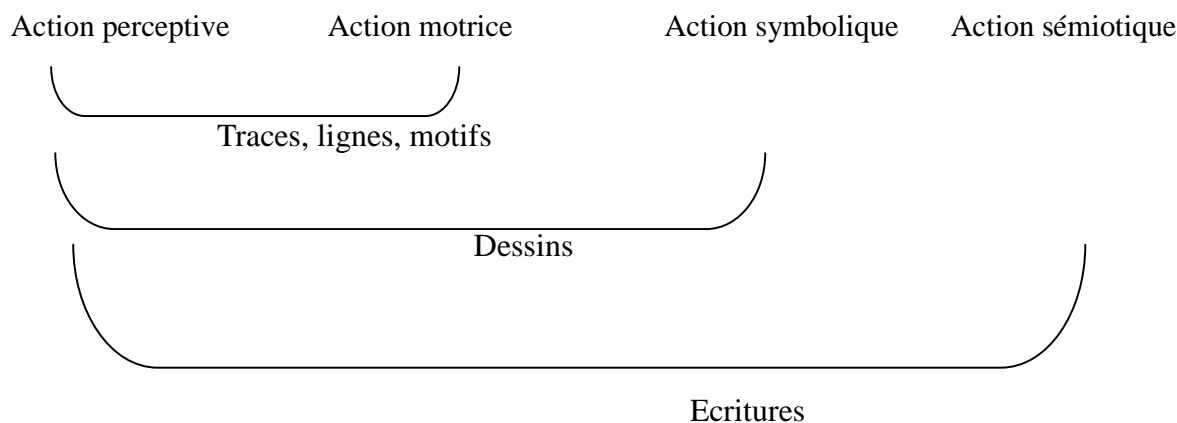 Action perceptive Action motrice Action symbolique Action sémiotique
Traces, lignes, motifs
Dessins
Ecritures